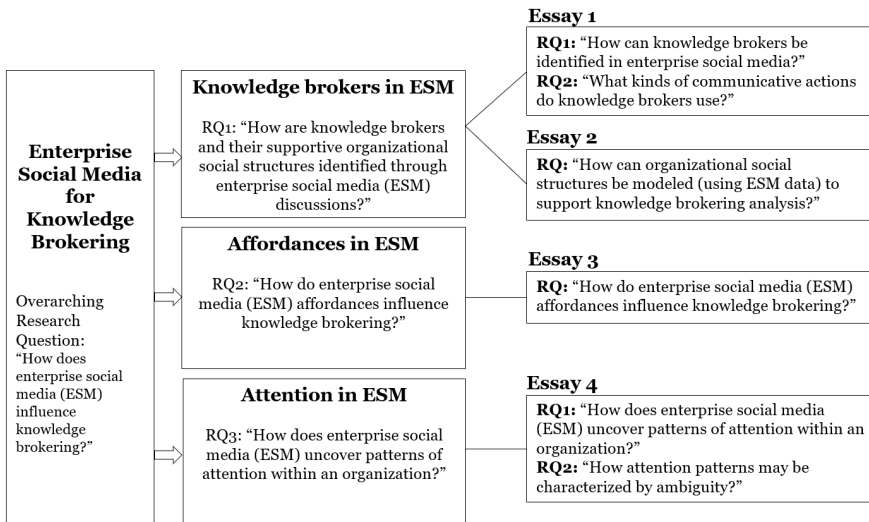 Enterprise
Social Media
for
Knowledge
Brokering
Overarching
Research
Question:
“How does
enterprise social
media (ESM)
influence
knowledge
brokering?”
Knowledge brokers in ESM
RQ1: “How are knowledge brokers
and their supportive organizational
social structures identified through
enterprise social media (ESM)
discussions?”
Affordances in ESM
RQ2: “How do enterprise social
media (ESM) affordances influence
knowledge brokering?”
Attention in ESM
RQ3: “How does enterprise social
media (ESM) uncover patterns of
attention within an organization?”
Essay 1
RQ1: “How can knowledge brokers be
identified in enterprise social media?”
RQ2: “What kinds of communicative actions
do knowledge brokers use?”
Essay 2
RQ: “How can organizational social
structures be modeled (using ESM data) to
support knowledge brokering analysis?”
Essay 3
RQ: “How do enterprise social media (ESM)
affordances influence knowledge brokering?”
Essay 4
RQ1: “How does enterprise social media
(ESM) uncover patterns of attention within an
organization?”
RQ2: “How attention patterns may be
characterized by ambiguity?”